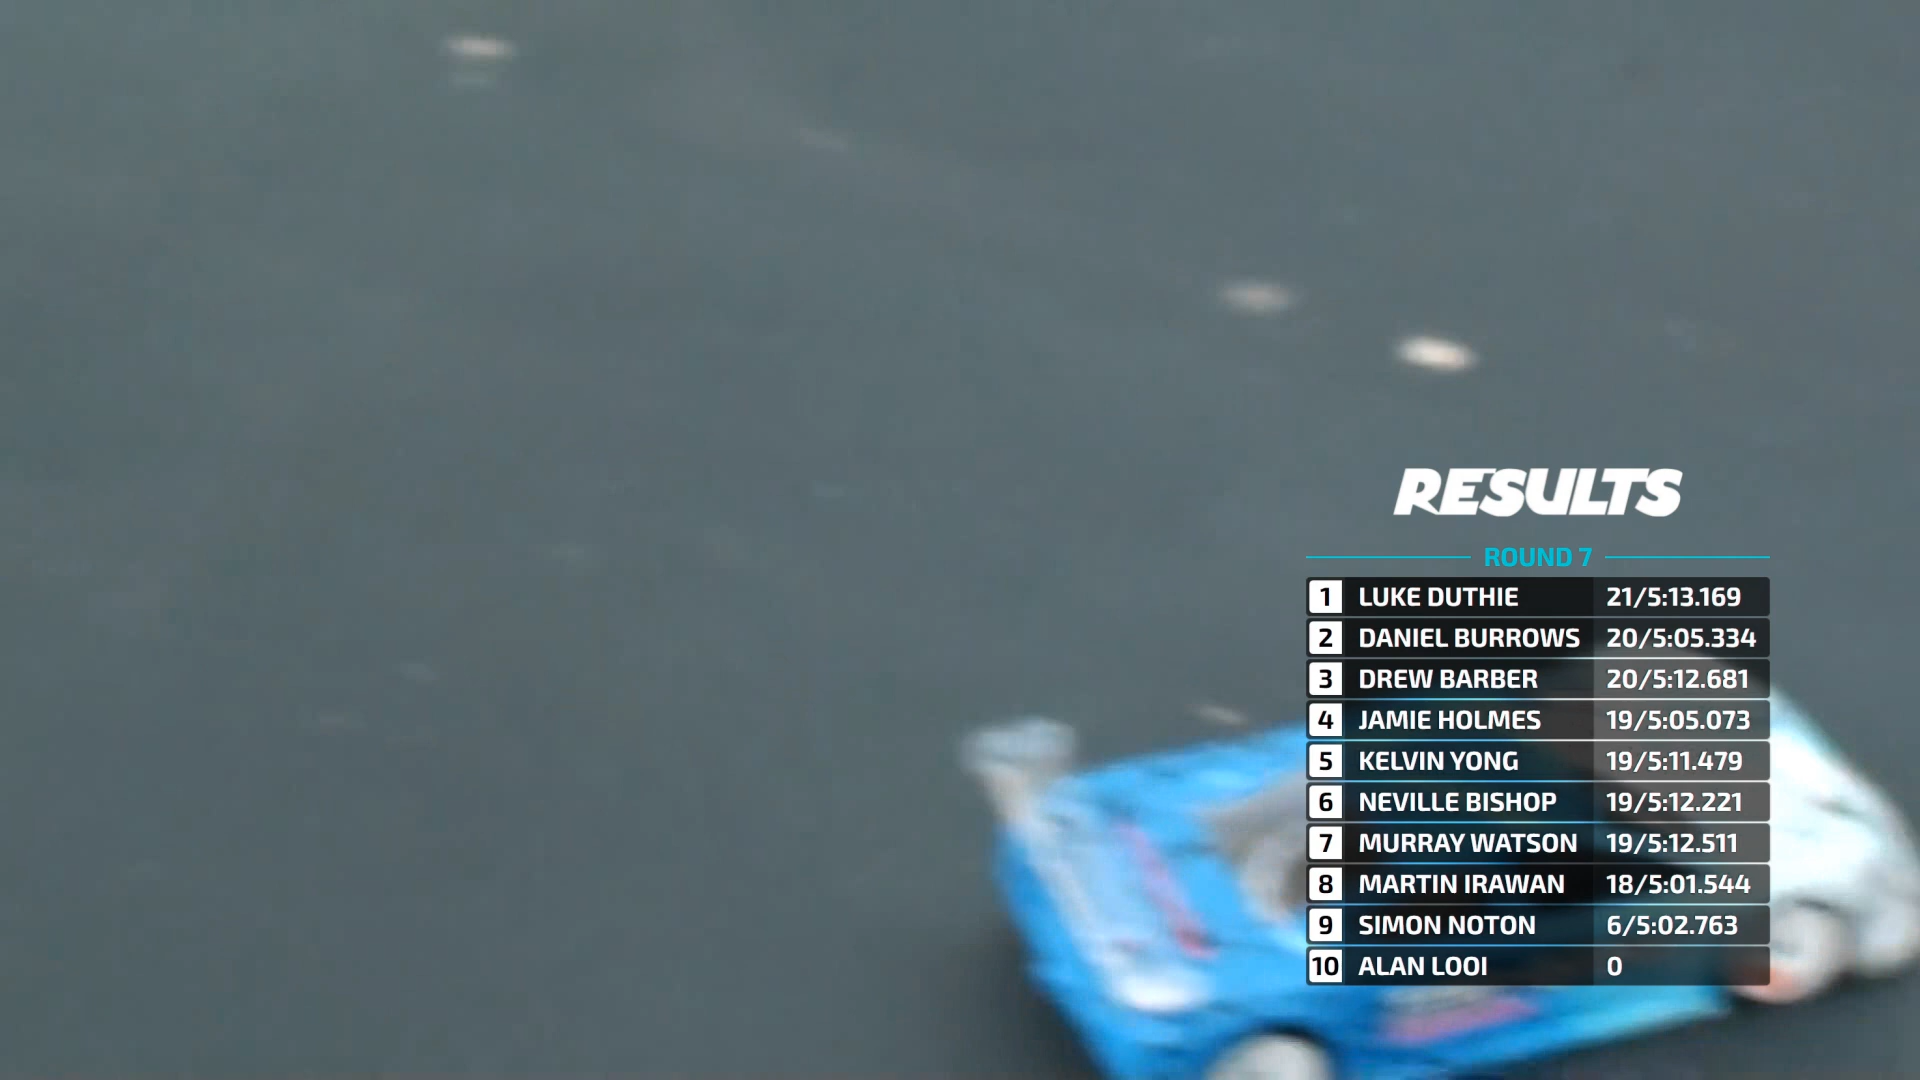 RESULTS
ROUND 7
1 LUKE DUTHIE 21/5:13.169
2 DANIEL BURROWS 20/5:05.334
3 DREW BARBER 20/5:12.681
4 JAMIE HOLMES 19/5:05.073
5 KELVIN YONG 19/5:11.479
6 NEVILLE BISHOP 19/5:12.221
7 MURRAY WATSON 19/5:12.511
8 MARTIN IRAWAN 18/5:01.544
9 SIMON NOTON 6/5:02.763
10 ALAN LOOI 0